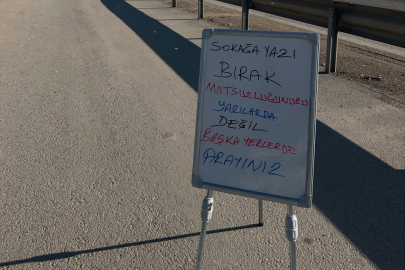 SOKAĞA YAZI
BIRAK
MUTSUZLUĞUNUZU
YARILARDA
DEĞİL
BAŞKA YERLERDE
ARAYINIZ